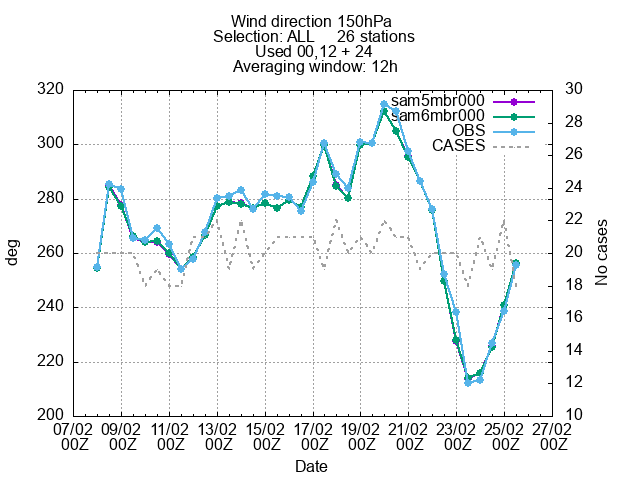 Wind direction 150hPa
Selection: ALL 26 stations
Used 00,12 + 24
Averaging window: 12h
sam5mbr000
sam6mbr000
OBS
CASES
320
300
280
260
240
220
200
deg
30
28
26
24
22
20
18
16
14
12
10
No cases
07/02 09/02 11/02 13/02 15/02 17/02 19/02 21/02 23/02 25/02 27/02
00Z 00Z 00Z 00Z 00Z 00Z 00Z 00Z 00Z 00Z 00Z
Date